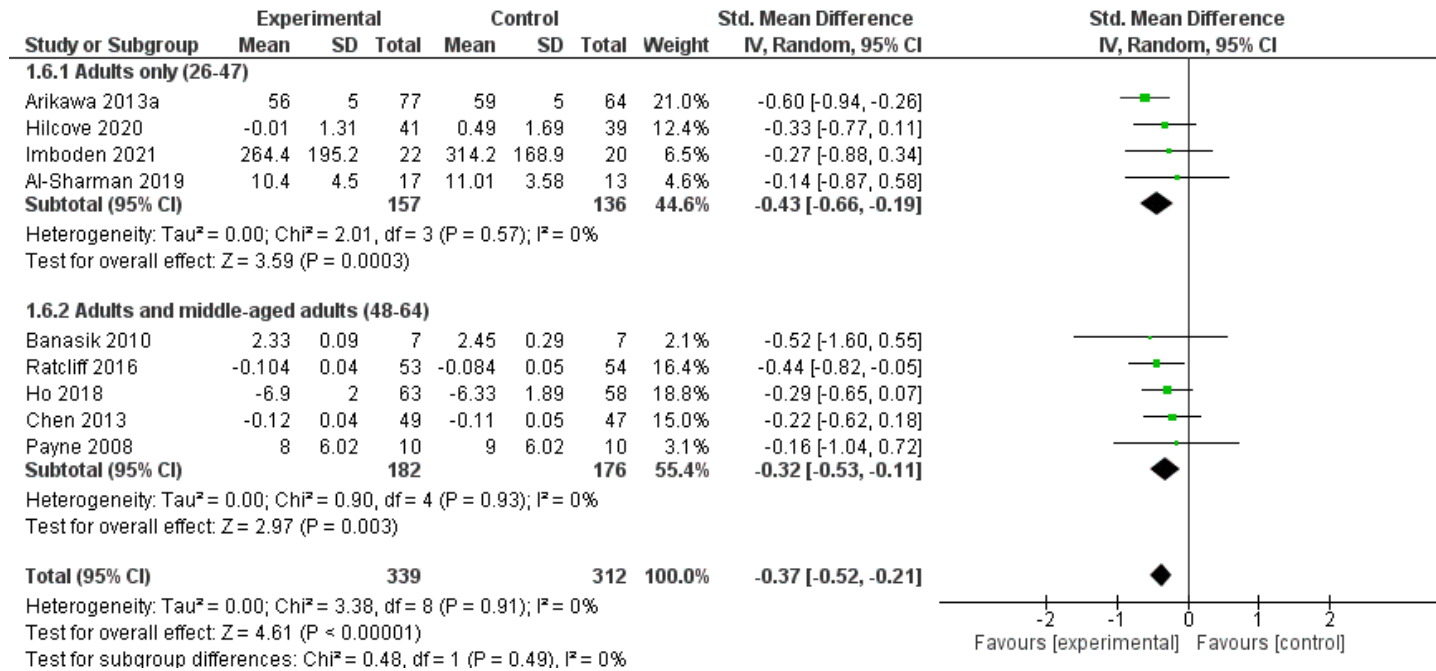 Experimental Control Std. Mean Difference Std. Mean Difference
Study or Subgroup Mean SD Total Mean SD Total Weight IV, Random, 95% CI IV, Random, 95% CI
1.6.1 Adults only (26-47)
Arikawa 2013a 56 5 77 59 5 64 21.0% -0.60 [-0.94, -0.26]
Hilcove 2020 -0.01 1.31 41 0.49 1.69 39 12.4% -0.33 [-0.77, 0.11]
Imboden 2021 264.4 195.2 22 314.2 168.9 20 6.5% -0.27 [-0.88, 0.34]
Al-Sharman 2019 10.4 4.5 17 11.01 3.58 13 4.6% -0.14 [-0.87, 0.58]
Subtotal (95% CI) 157 136 44.6% -0.43 [-0.66, -0.19]
Heterogeneity: Tau² = 0.00; Chi² = 2.01, df = 3 (P = 0.57); I² = 0%
Test for overall effect: Z = 3.59 (P = 0.0003)
1.6.2 Adults and middle-aged adults (48-64)
Banasik 2010 2.33 0.09 7 2.45 0.29 7 2.1% -0.52 [-1.60, 0.55]
Ratcliff 2016 -0.104 0.04 53 -0.084 0.05 54 16.4% -0.44 [-0.82, -0.05]
Ho 2018 -6.9 2 63 -6.33 1.89 58 18.8% -0.29 [-0.65, 0.07]
Chen 2013 -0.12 0.04 49 -0.11 0.05 47 15.0% -0.22 [-0.62, 0.18]
Payne 2008 8 6.02 10 9 6.02 10 3.1% -0.16 [-1.04, 0.72]
Subtotal (95% CI) 182 176 55.4% -0.32 [-0.53, -0.11]
Heterogeneity: Tau² = 0.00; Chi² = 0.90, df = 4 (P = 0.93); I² = 0%
Test for overall effect: Z = 2.97 (P = 0.003)
Total (95% CI) 339 312 100.0% -0.37 [-0.52, -0.21]
Heterogeneity: Tau² = 0.00; Chi² = 3.38, df = 8 (P = 0.91); I² = 0%
Test for overall effect: Z = 4.61 (P < 0.00001)
Test for subgroup differences: Chi² = 0.48, df = 1 (P = 0.49), I² = 0%
-2 -1 0 1 2
Favours [experimental] Favours [control]